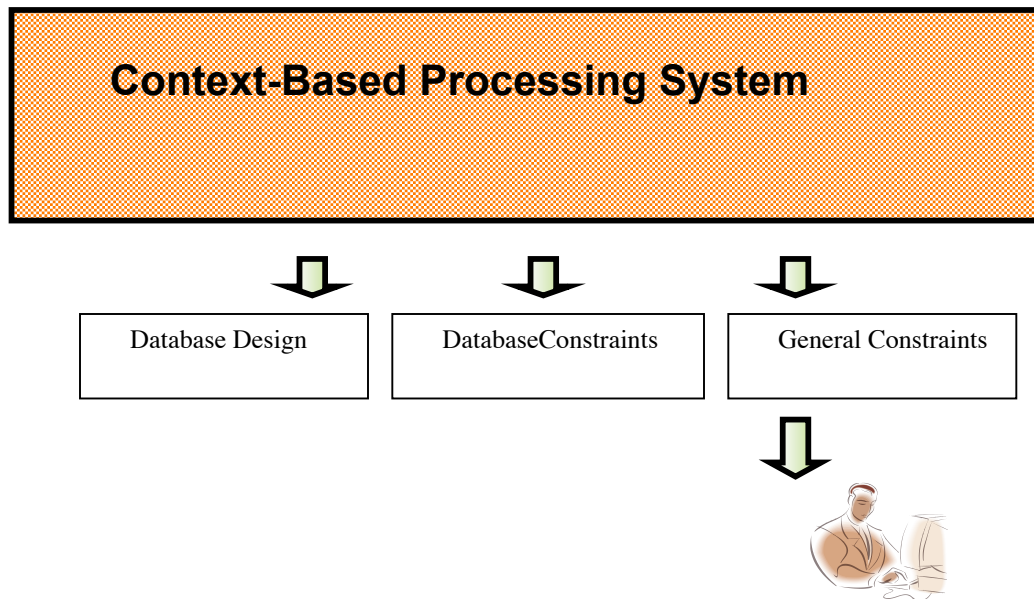 Context-Based Processing System
Database Design
DatabaseConstraints
General Constraints